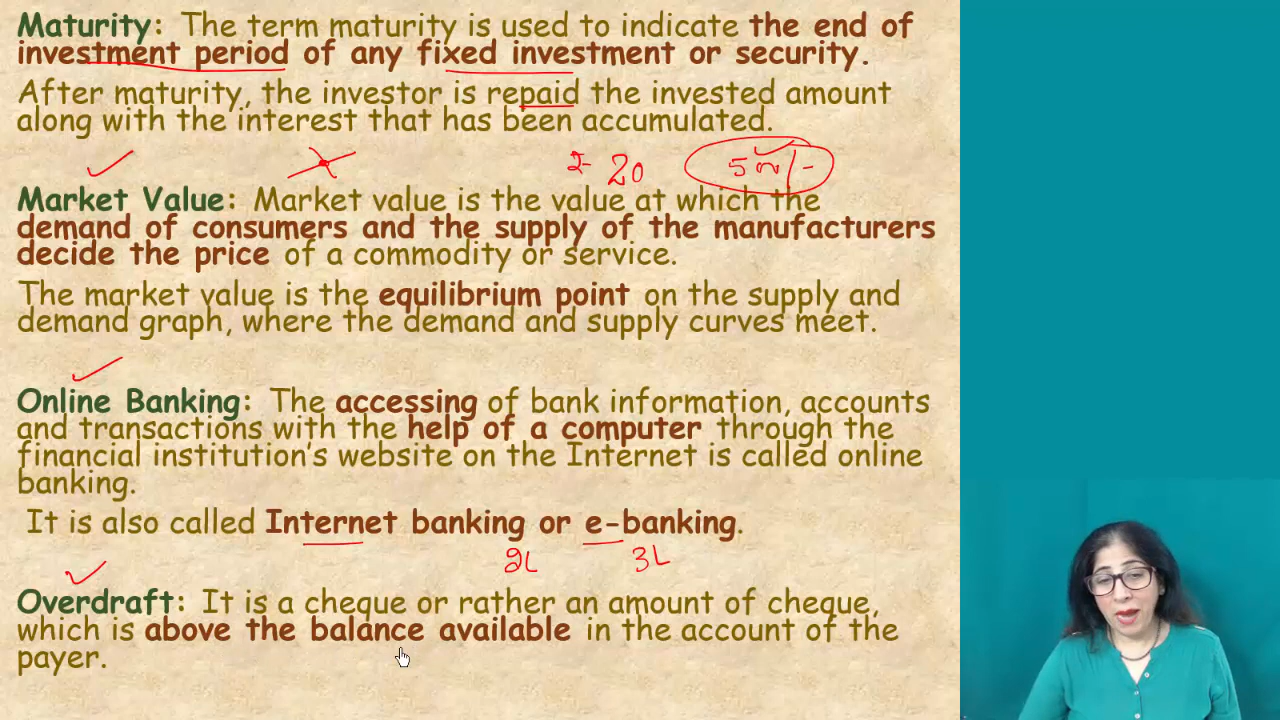 Maturity: The term maturity is used to indicate the end of
investment period of any fixed investment or security.
After maturity, the investor is repaid the invested amount
along with the interest that has been accumulated.
20
Market Value: Market value is the value at which the
demand of consumers and the supply of the manufacturers
decide the price of a commodity or service.
The market value is the equilibrium point on the supply and
demand graph, where the demand and supply curves meet.
Online Banking: The accessing of bank information, accounts
and transactions with the help of a computer through the
financial institution's website on the Internet is called online
banking.
It is also called Internet banking or e-banking.
2L 3L
Overdraft: It is a cheque or rather an amount of cheque,
which is above the balance available in the account of the
payer.